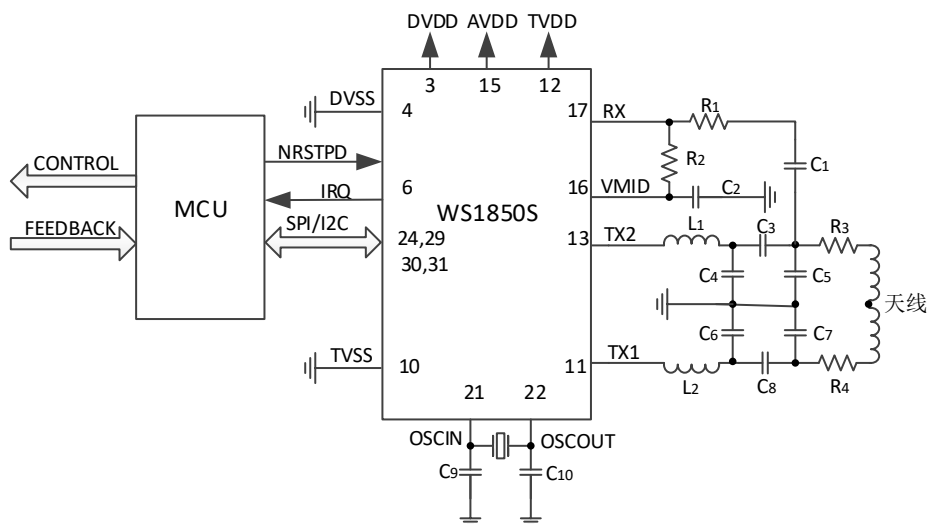 DVDD AVDD TVDD
3 15 12
DVSS 4 17 RX R1
CONTROL NRSTPD R2 C1
MCU IRQ 6 WS1850S 16 VMID C2
FEEDBACK SPI/I2C 24,29 13 TX2 L1 C3 R3
30,31 C4 C5
天线
C6 C7
TVSS 10 11 TX1 L2 C8 R4
21 22
OSCIN OSCOUT
C9 C10